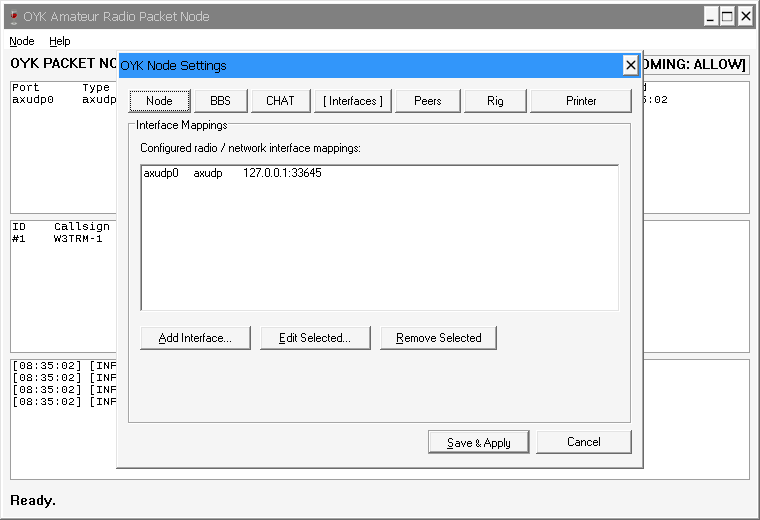 OYK Amateur Radio Packet Node
Node Help
OYK PACKET NO
OMING: ALLOW]
Port Type
axudp0 axudp
d
5:02
ID Callsign
#1 W3TRM-1
[08:35:02] [INF
[08:35:02] [INF
[08:35:02] [INF
[08:35:02] [INF
Ready.
OYK Node Settings
Node BBS CHAT [ Interfaces ] Peers Rig Printer
Interface Mappings
Configured radio / network interface mappings:
axudp0 axudp 127.0.0.1:33645
Add Interface... Edit Selected... Remove Selected
Save & Apply Cancel